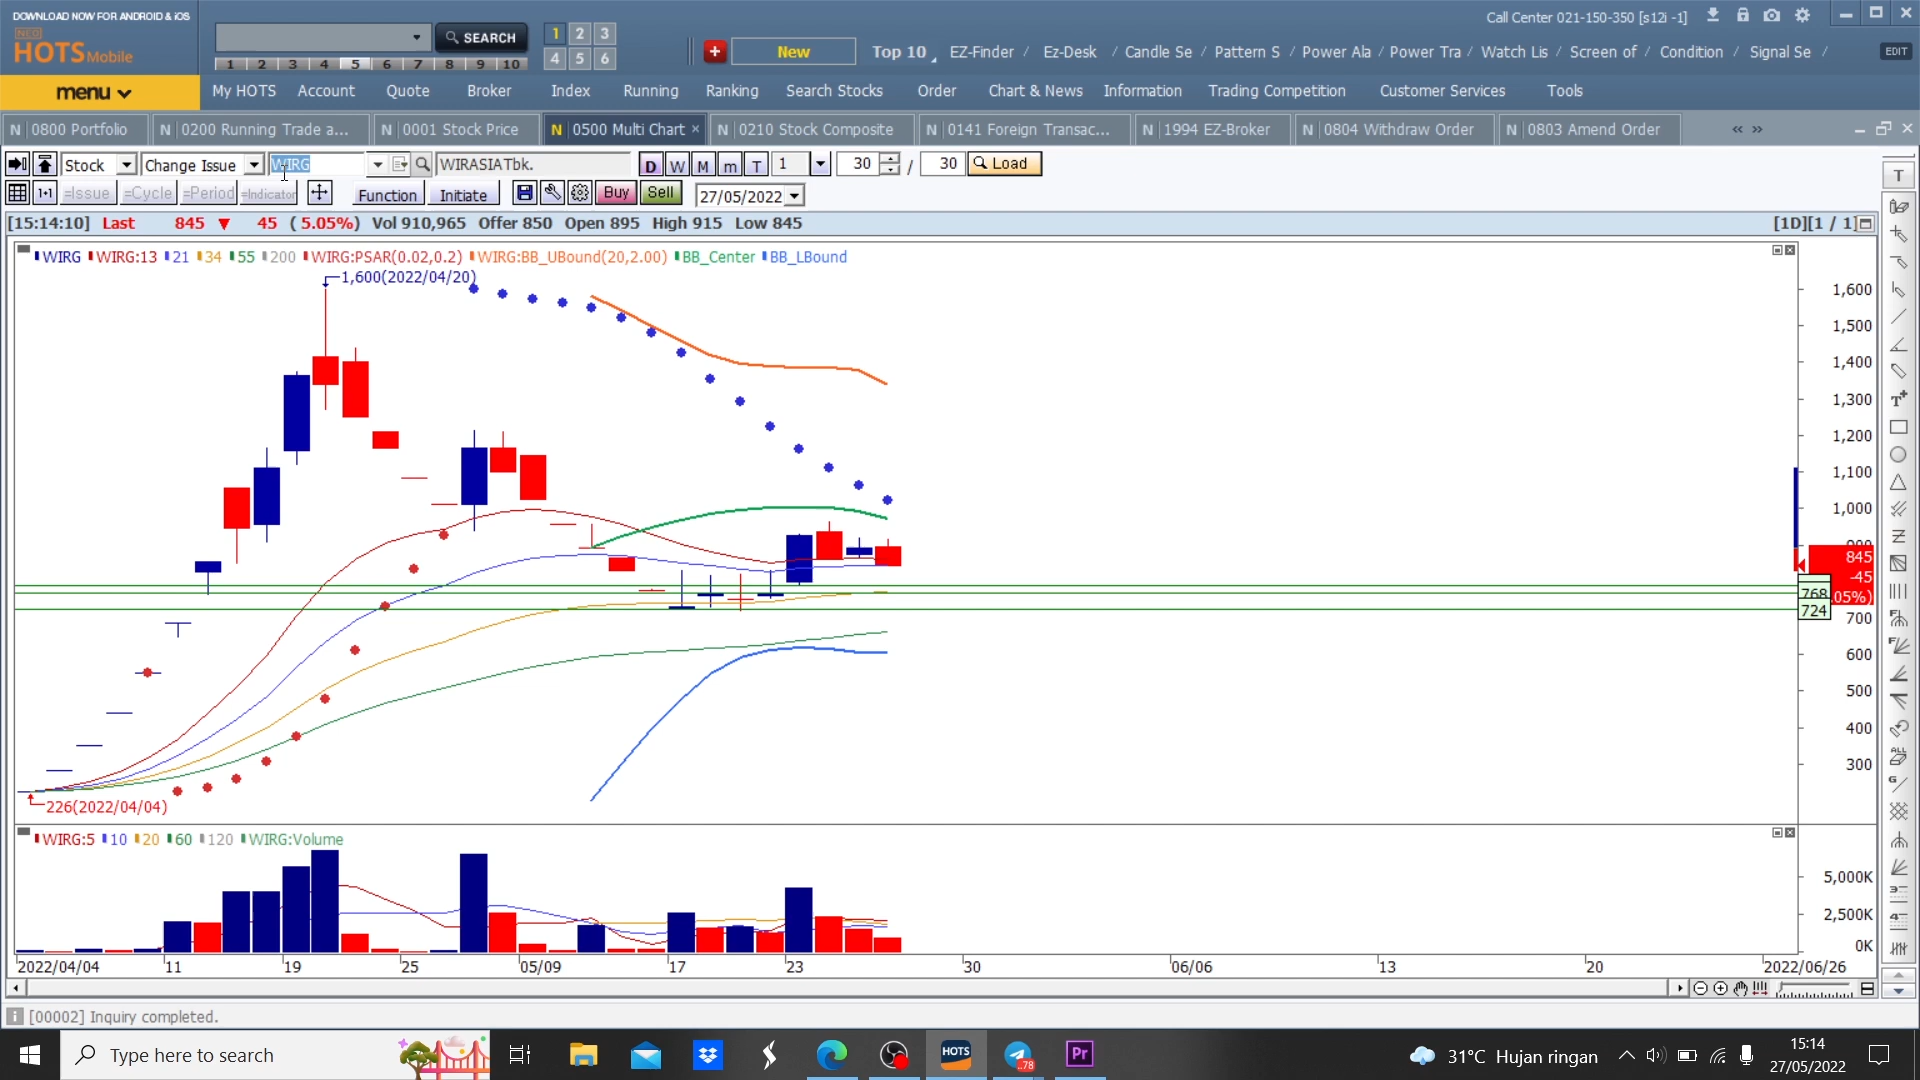 DOWNLOAD NOW FOR ANDROID & iOS
NEO
HOTS Mobile
SEARCH
1 2 3
4 5 6
1 2 3 4 5 6 7 8 9 10
New
Top 10
EZ-Finder / Ez-Desk / Candle Se / Pattern S / Power Ala / Power Tra / Watch Lis / Screen of / Condition / Signal Se /
EDIT
Call Center 021-150-350 [s12i -1]
menu
My HOTS Account Quote Broker Index Running Ranking Search Stocks Order Chart & News Information Trading Competition Customer Services Tools
N 0800 Portfolio
N 0200 Running Trade a...
N 0001 Stock Price
N 0500 Multi Chart ×
N 0210 Stock Composite
N 0141 Foreign Transac...
N 1994 EZ-Broker
N 0804 Withdraw Order
N 0803 Amend Order
Stock Change Issue WIRG WIRASIA Tbk. D W M m T 1 30 / 30 Load
1•1 =Issue =Cycle =Period =Indicator Function Initiate Buy Sell 27/05/2022
[15:14:10] Last 845 ▼ 45 ( 5.05%) Vol 910,965 Offer 850 Open 895 High 915 Low 845
[1D][1 / 1]
WIRG WIRG:13 21 34 55 200 WIRG:PSAR(0.02,0.2) WIRG:BB_UBound(20,2.00) BB_Center BB_LBound
1,600(2022/04/20)
226(2022/04/04)
1,600
1,500
1,400
1,300
1,200
1,100
1,000
900
845
-45
05%)
768
724
700
600
500
400
300
WIRG:5 10 20 60 120 WIRG:Volume
5,000K
2,500K
0K
2022/04/04 11 19 25 05/09 17 23 30 06/06 13 20 2022/06/26
[00002] Inquiry completed.
Type here to search
HOTS
78
Pr
31°C Hujan ringan
15:14
27/05/2022